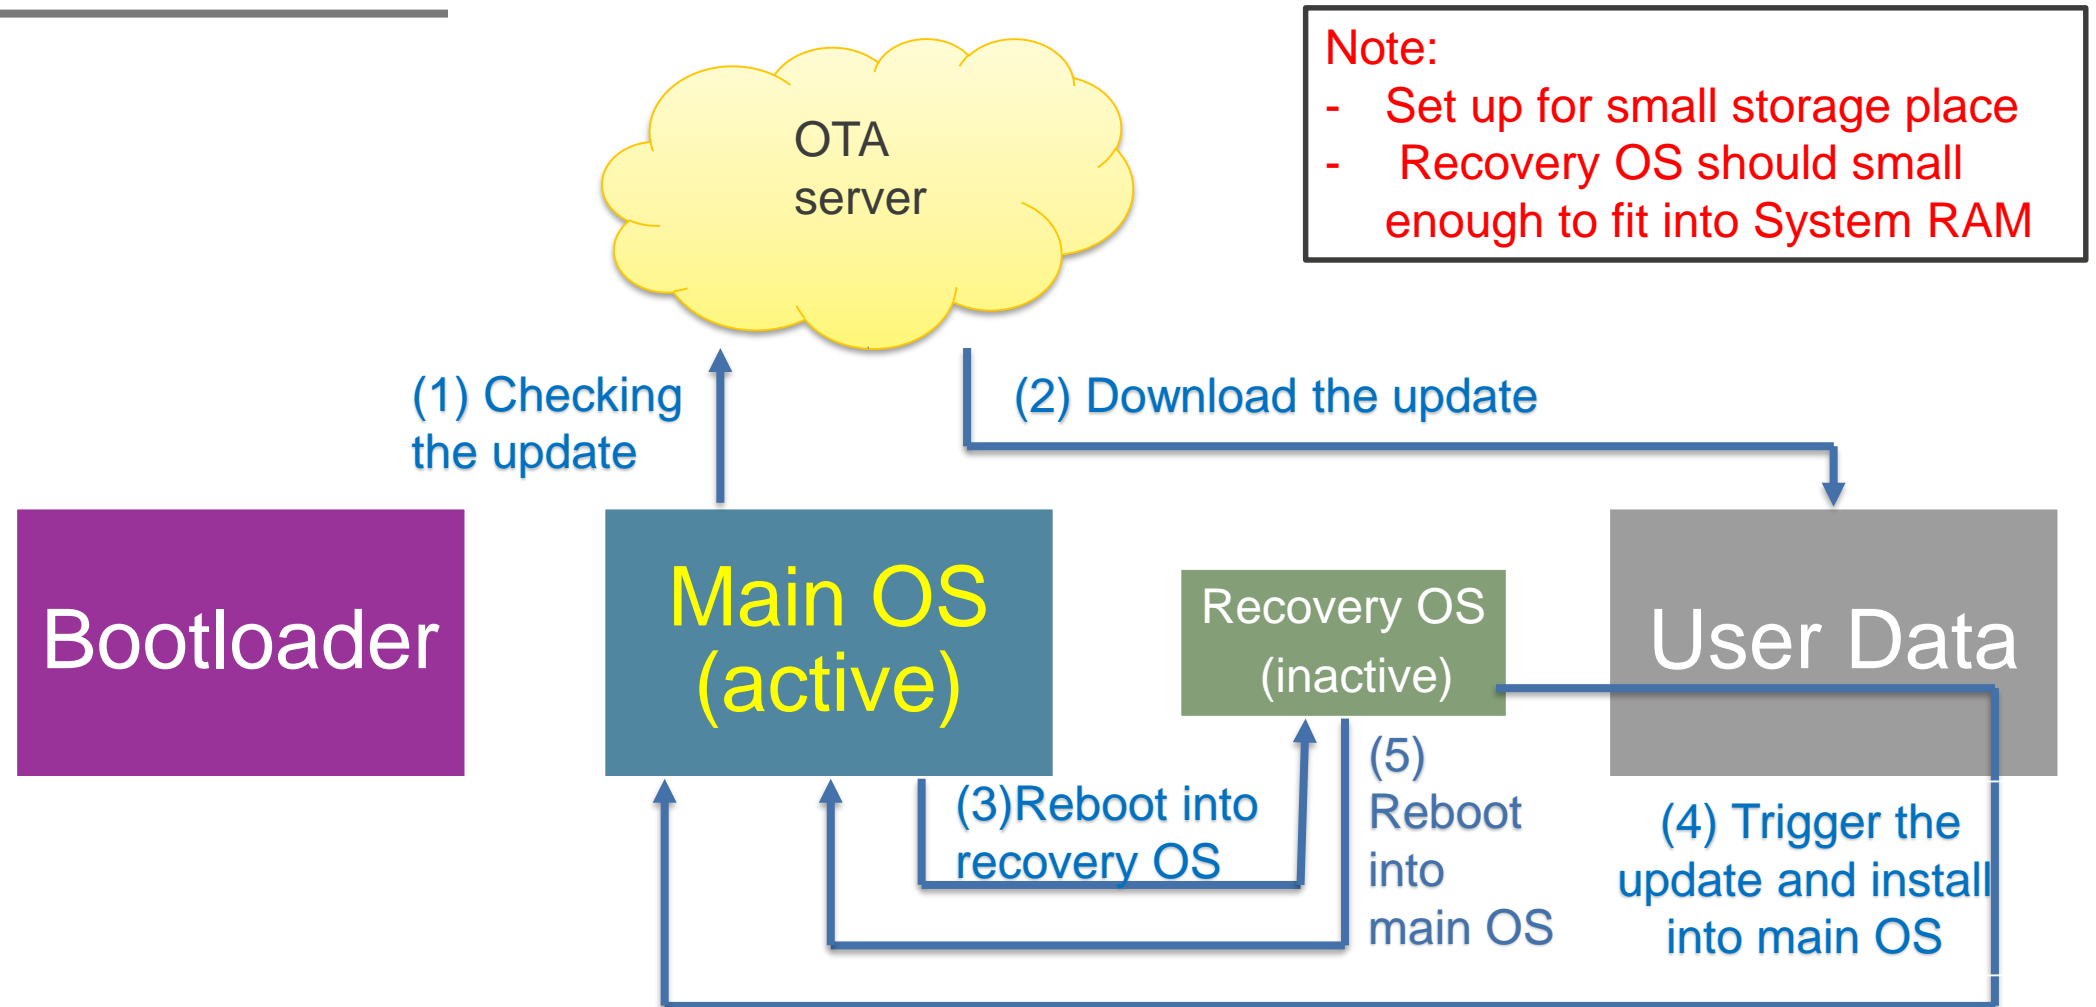 Note:
- Set up for small storage place
- Recovery OS should small
enough to fit into System RAM
OTA
server
(1) Checking
the update
(2) Download the update
Bootloader
Main OS
(active)
Recovery OS
(inactive)
User Data
(3)Reboot into
recovery OS
(5)
Reboot
into
main OS
(4) Trigger the
update and install
into main OS